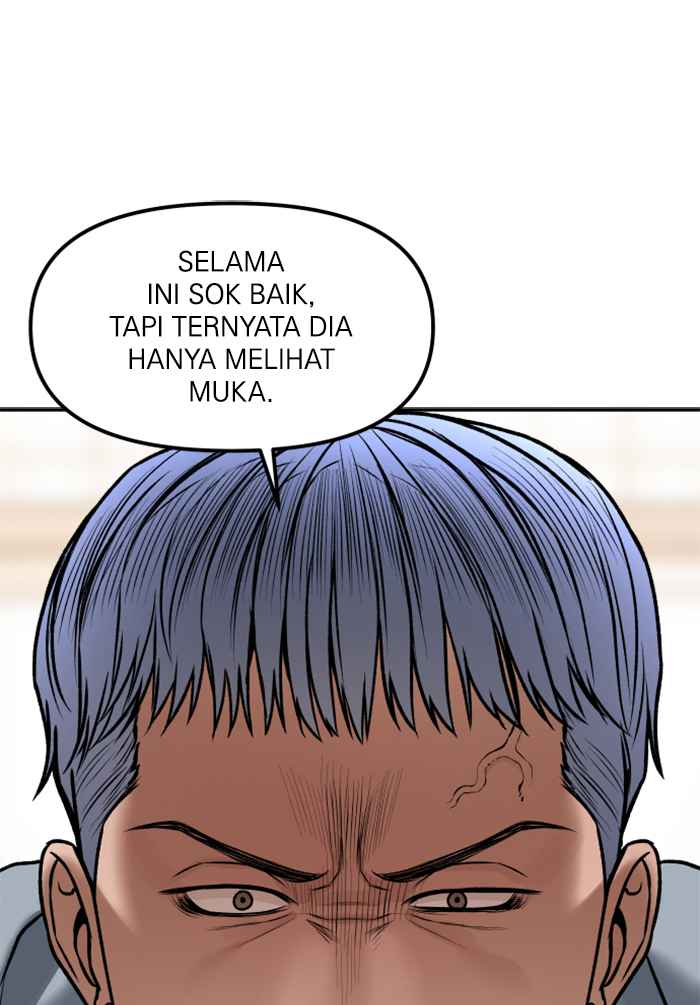 SELAMA
INI SOK BAIK,
TAPI TERNYATA DIA
HANYA MELIHAT
MUKA.